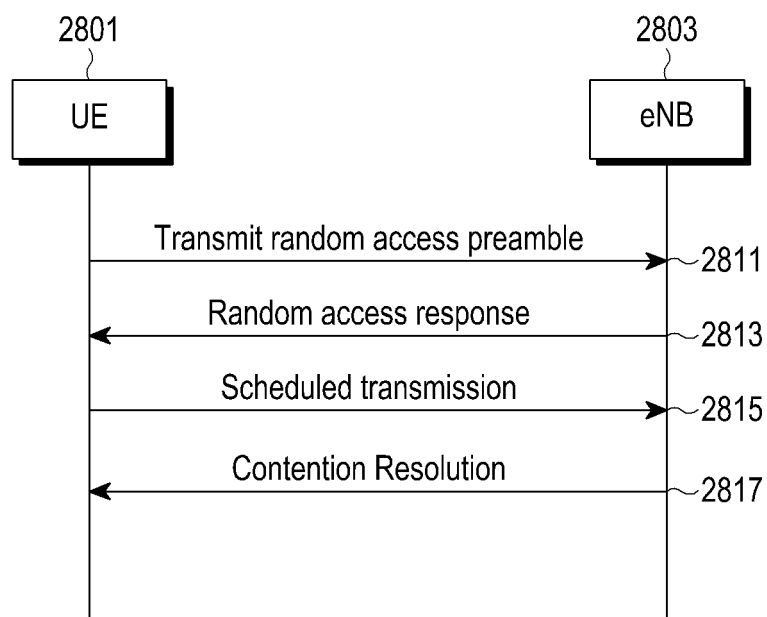 2801
2803
UE
eNB
Transmit random access preamble
2811
Random access response
2813
Scheduled transmission
2815
Contention Resolution
2817